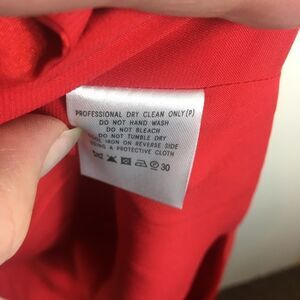 PROFESSIONAL DRY CLEAN ONLY(P)
DO NOT HAND WASH
DO NOT BLEACH
DO NOT TUMBLE DRY
IRON ON REVERSE SIDE
USING A PROTECTIVE CLOTH
P 30